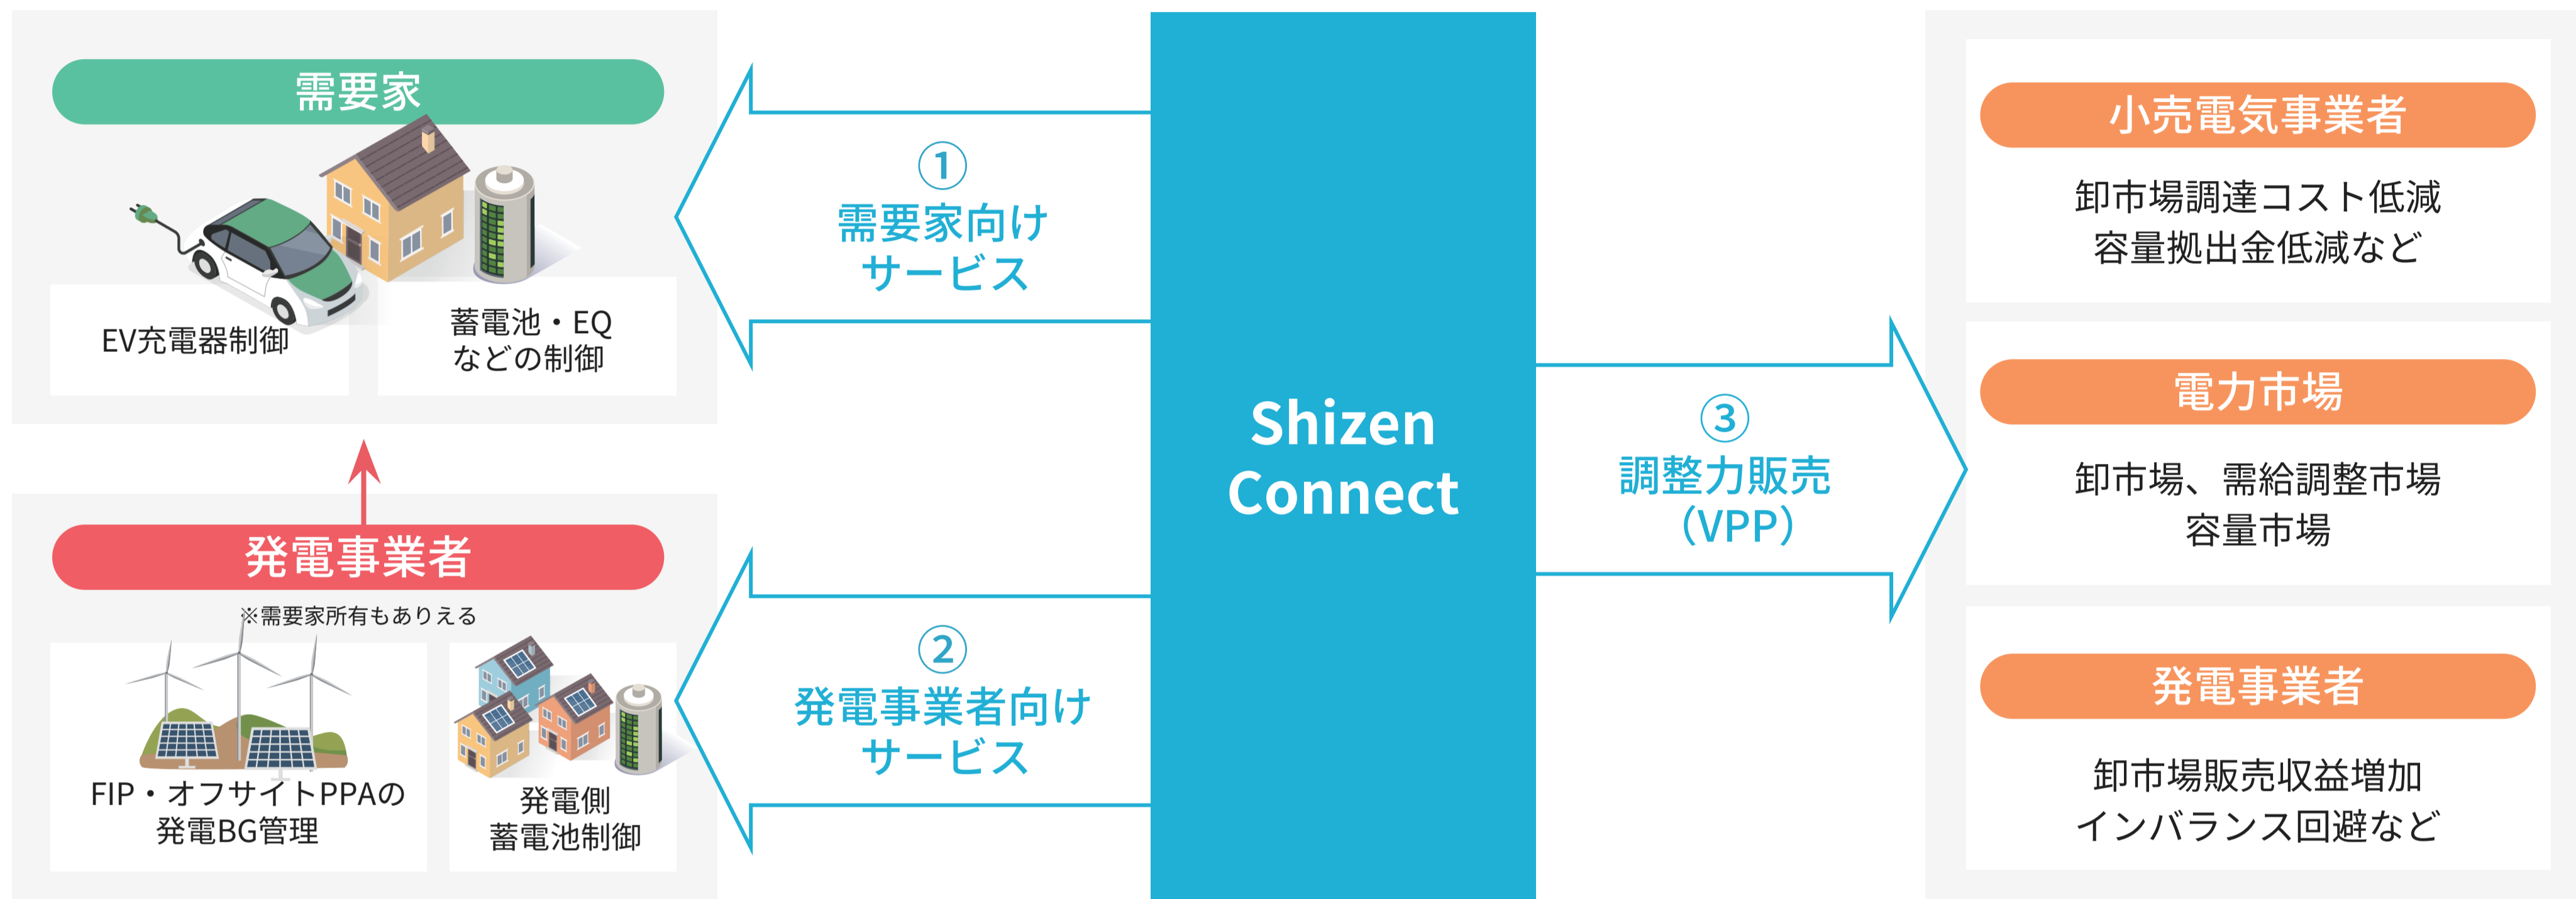 需要家
EV充電器制御
蓄電池・EQ
などの制御
発電事業者
※需要家所有もありえる
FIP・オフサイトPPAの
発電BG管理
発電側
蓄電池制御
①
需要家向け
サービス
②
発電事業者向け
サービス
Shizen
Connect
③
調整力販売
（VPP）
小売電気事業者
卸市場調達コスト低減
容量拠出金低減など
電力市場
卸市場、需給調整市場
容量市場
発電事業者
卸市場販売収益増加
インバランス回避など